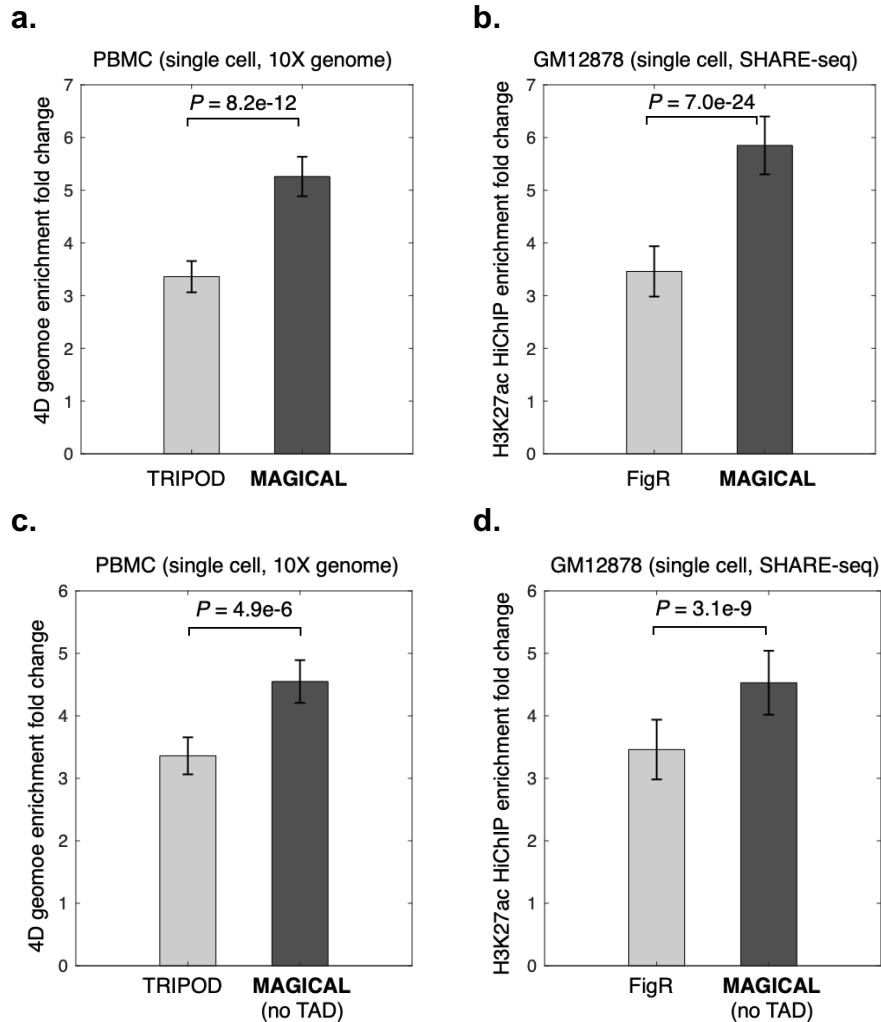 a.
PBMC (single cell, 10X genome)
4D geomoe enrichment fold change
7
6
5
4
3
2
1
0
P = 8.2e-12
TRIPOD MAGICAL
b.
GM12878 (single cell, SHARE-seq)
H3K27ac HiChIP enrichment fold change
7
6
5
4
3
2
1
0
P = 7.0e-24
FigR MAGICAL
c.
PBMC (single cell, 10X genome)
4D geomoe enrichment fold change
6
5
4
3
2
1
0
P = 4.9e-6
TRIPOD MAGICAL
(no TAD)
d.
GM12878 (single cell, SHARE-seq)
H3K27ac HiChIP enrichment fold change
6
5
4
3
2
1
0
P = 3.1e-9
FigR MAGICAL
(no TAD)